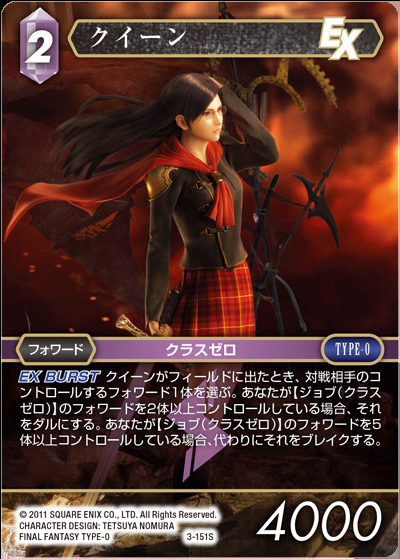 2
クイーン
EX
フォワード
クラスゼロ
TYPE-0
EX BURST クイーンがフィールドに出たとき、対戦相手のコ
ントロールするフォワード1体を選ぶ。あなたが【ジョブ(クラス
ゼロ)】のフォワードを2体以上コントロールしている場合、それ
をダルにする。あなたが【ジョブ(クラスゼロ)】のフォワードを5
体以上コントロールしている場合、代わりにそれをブレイクする。
© 2011 SQUARE ENIX CO., LTD. All Rights Reserved.
CHARACTER DESIGN: TETSUYA NOMURA
FINAL FANTASY TYPE-0
3-151S
4000